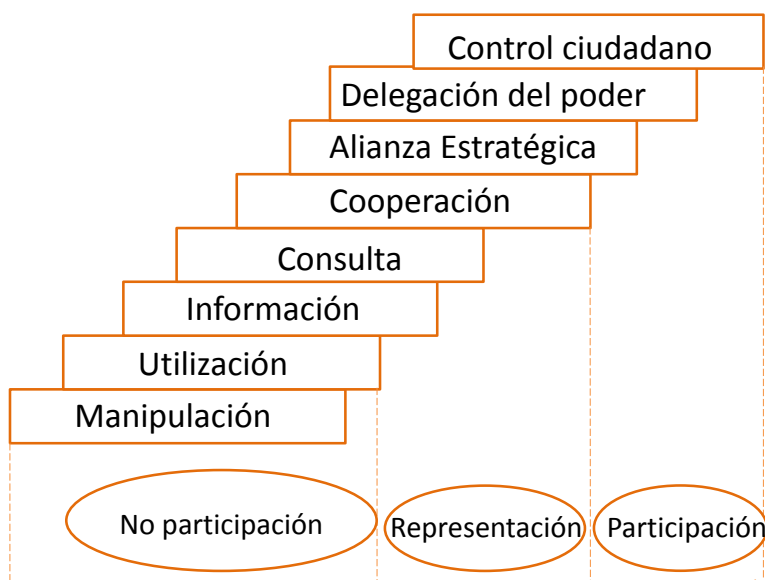 Control ciudadano
Delegación del poder
Alianza Estratégica
Cooperación
Consulta
Información
Utilización
Manipulación
No participación
Representación
Participación